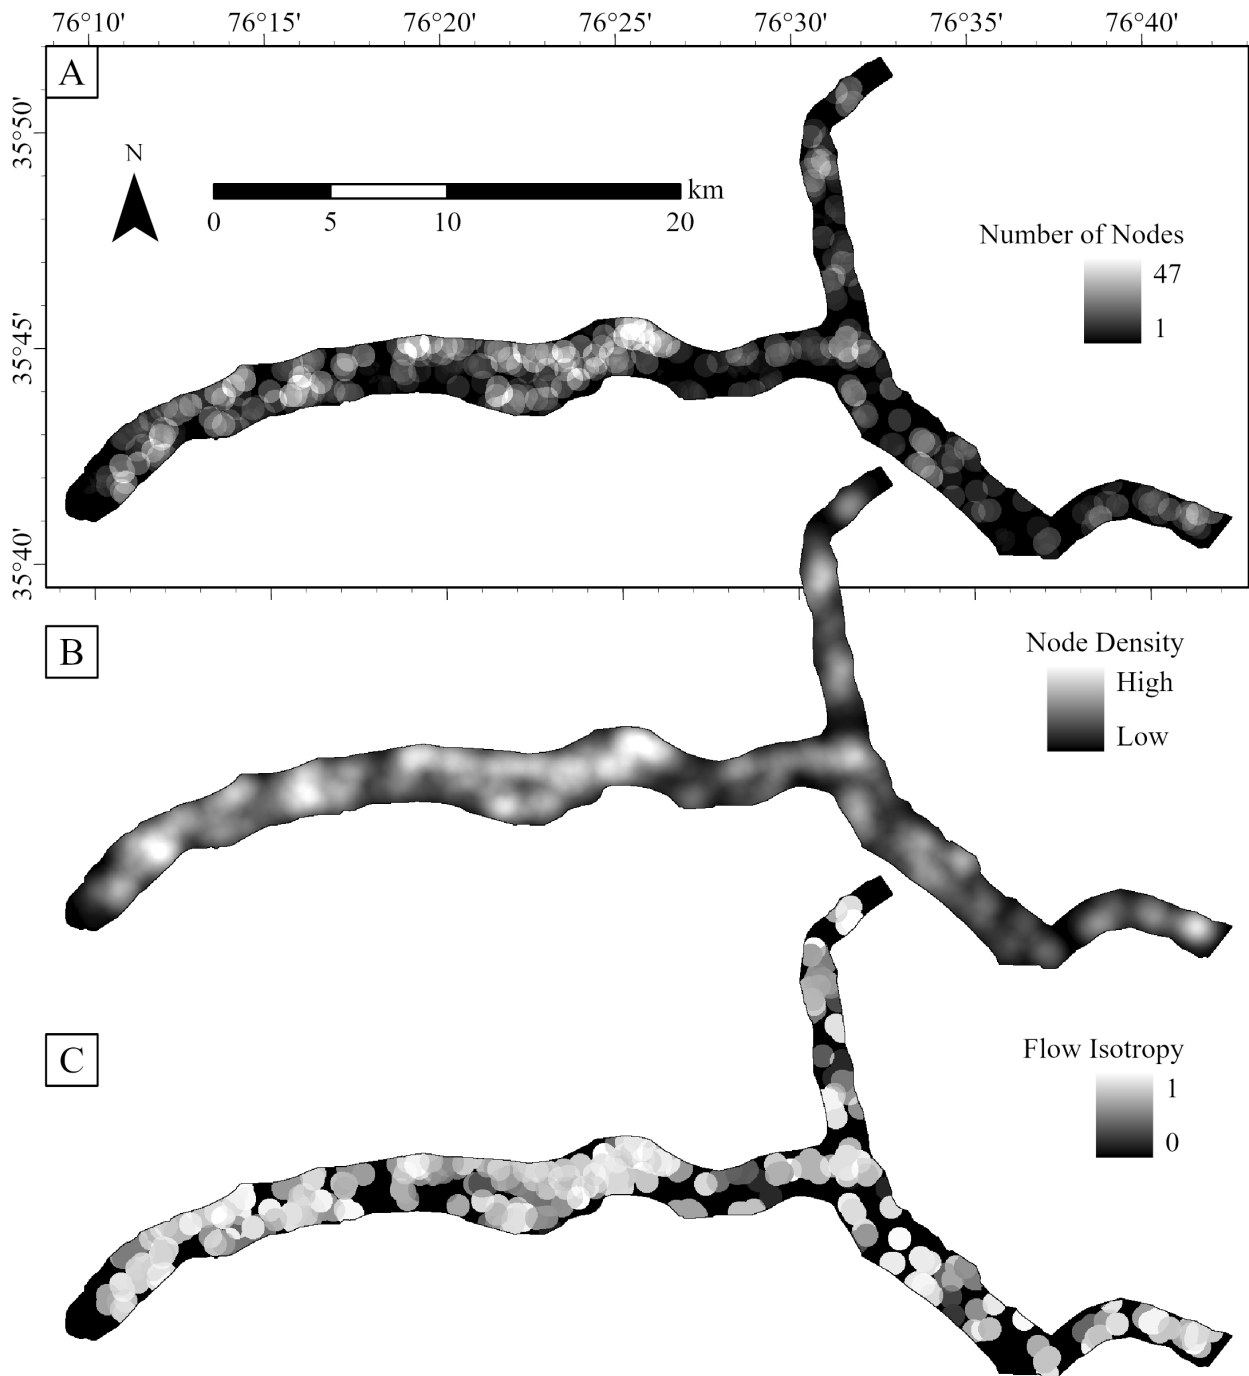 76°10' 76°15' 76°20' 76°25' 76°30' 76°35' 76°40'
A
35°50'
N
km
0 5 10 20
Number of Nodes
47
1
35°45'
35°40'
B
Node Density
High
Low
C
Flow Isotropy
1
0